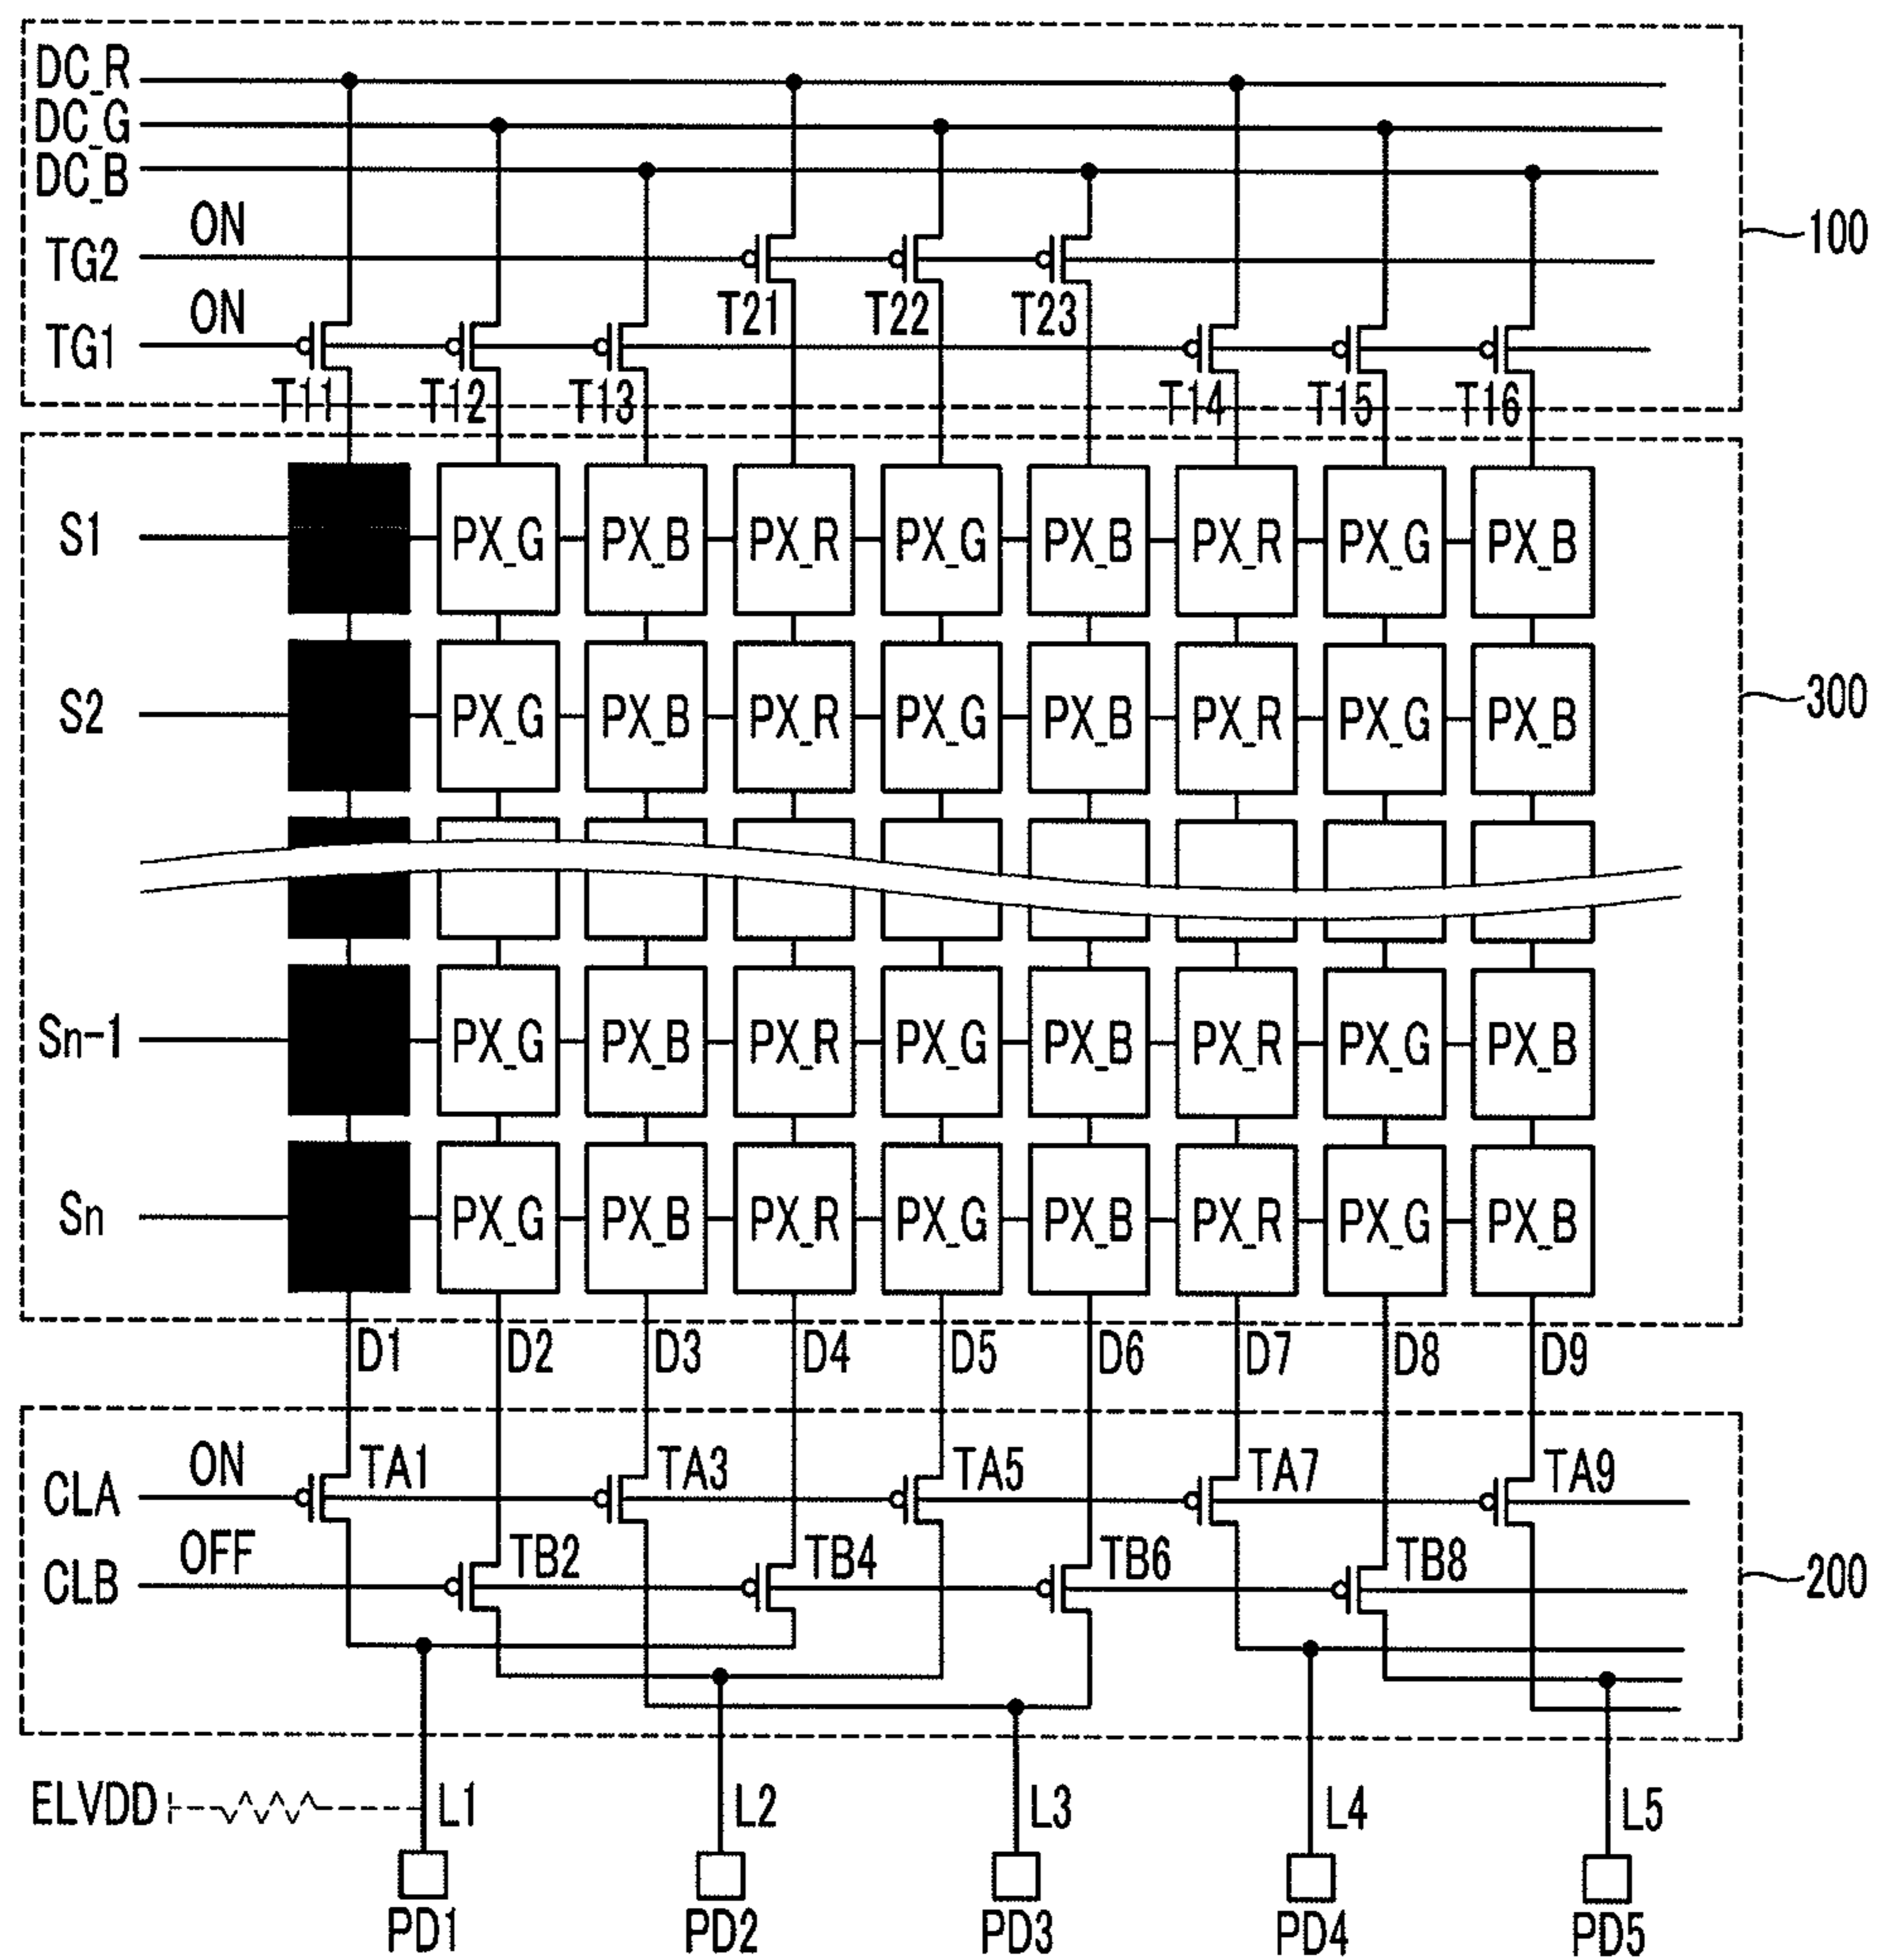 DC_R
DC_G
DC_B
ON
TG2
T21 T22 T23
100
ON
TG1
T11 T12 T13 T14 T15 T16
S1 PX_G PX_B PX_R PX_G PX_B PX_R PX_G PX_B
S2 PX_G PX_B PX_R PX_G PX_B PX_R PX_G PX_B
300
Sn-1 PX_G PX_B PX_R PX_G PX_B PX_R PX_G PX_B
Sn PX_G PX_B PX_R PX_G PX_B PX_R PX_G PX_B
D1 D2 D3 D4 D5 D6 D7 D8 D9
ON
CLA TA1 TA3 TA5 TA7 TA9
OFF
CLB TB2 TB4 TB6 TB8
200
ELVDD L1 L2 L3 L4 L5
PD1 PD2 PD3 PD4 PD5